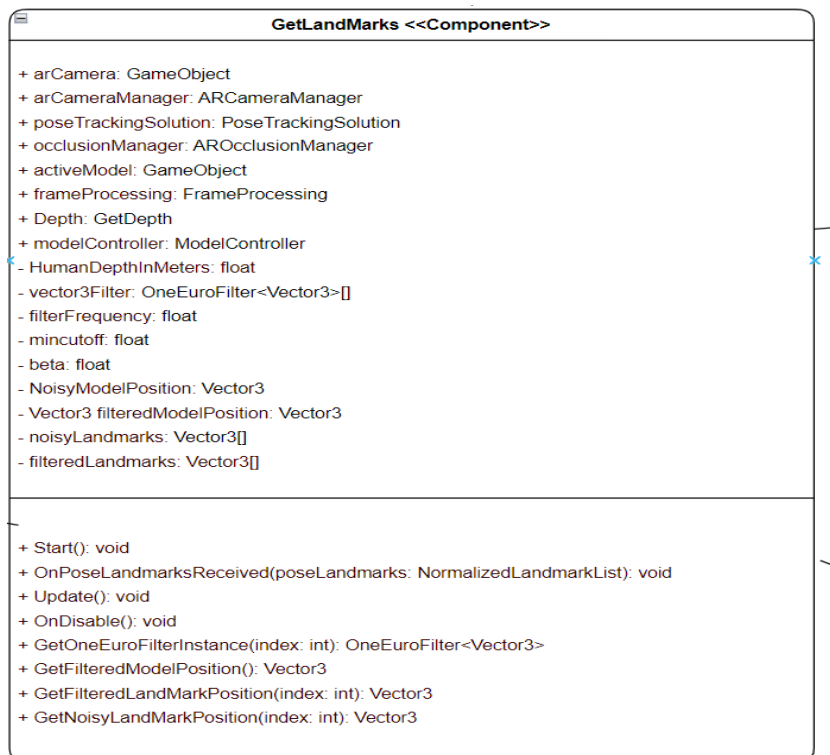 GetLandMarks <<Component>>
+ arCamera: GameObject
+ arCameraManager: ARCameraManager
+ poseTrackingSolution: PoseTrackingSolution
+ occlusionManager: AROcclusionManager
+ activeModel: GameObject
+ frameProcessing: FrameProcessing
+ Depth: GetDepth
+ modelController: ModelController
- HumanDepthInMeters: float
- vector3Filter: OneEuroFilter<Vector3>[]
- filterFrequency: float
- mincutoff: float
- beta: float
- NoisyModelPosition: Vector3
- Vector3 filteredModelPosition: Vector3
- noisyLandmarks: Vector3[]
- filteredLandmarks: Vector3[]
+ Start(): void
+ OnPoseLandmarksReceived(poseLandmarks: NormalizedLandmarkList): void
+ Update(): void
+ OnDisable(): void
+ GetOneEuroFilterInstance(index: int): OneEuroFilter<Vector3>
+ GetFilteredModelPosition(): Vector3
+ GetFilteredLandMarkPosition(index: int): Vector3
+ GetNoisyLandMarkPosition(index: int): Vector3